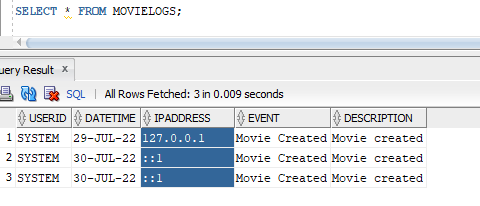 SELECT * FROM MOVIELOGS;
uery Result x
SQL | All Rows Fetched: 3 in 0.009 seconds
USERID DATETIME IPADDRESS EVENT DESCRIPTION
1 SYSTEM 29-JUL-22 127.0.0.1 Movie Created Movie created
2 SYSTEM 30-JUL-22 ::1 Movie Created Movie created
3 SYSTEM 30-JUL-22 ::1 Movie Created Movie created